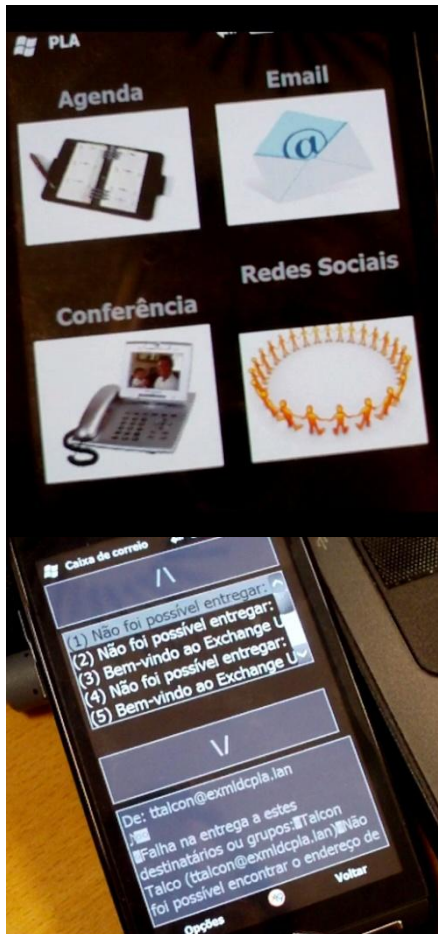 PLA
Agenda
Email
Conferência
Redes Sociais
Caixa de correio
/\
(1) Não foi possível entregar:
(2) Não foi possível entregar:
(3) Bem-vindo ao Exchange U
(4) Não foi possível entregar:
(5) Bem-vindo ao Exchange U
\/
De: ttalcon@exmldcpla.lan
Falha na entrega a estes
destinatários ou grupos:Talcon
Talco (ttalcon@exmldcpla.lan)Não
foi possível encontrar o endereço de
Opções
Voltar